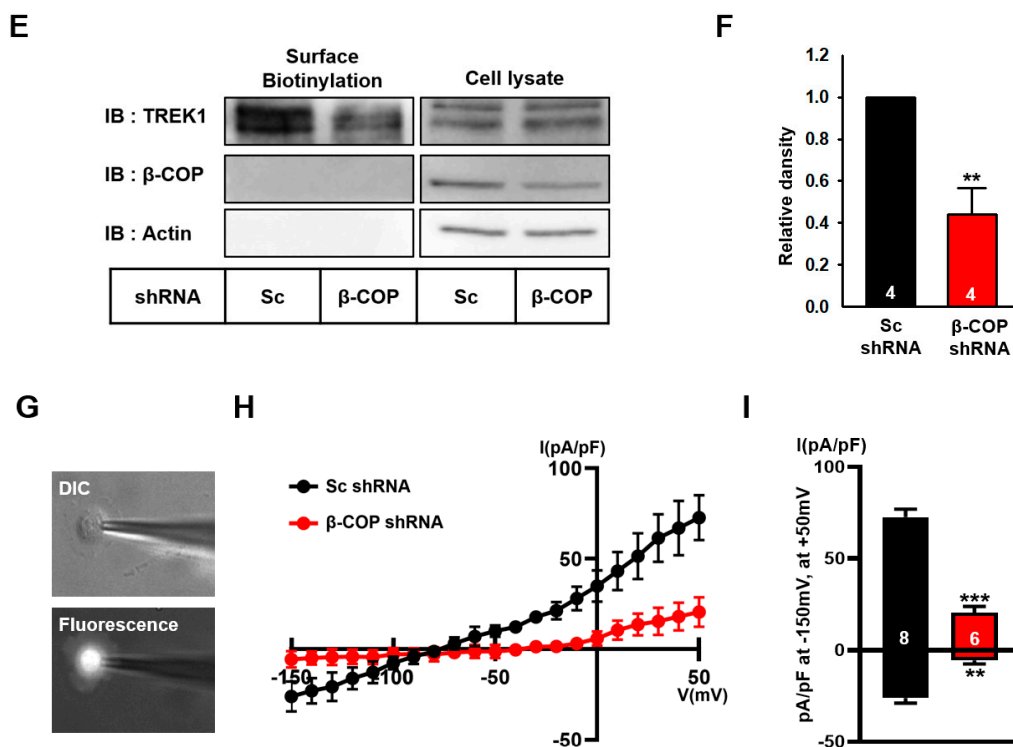 E
Surface
Biotinylation
Cell lysate
IB : TREK1
IB : β-COP
IB : Actin
shRNA
Sc
β-COP
Sc
β-COP
F
Relative dansity
1.2
1.0
0.8
0.6
0.4
0.2
0.0
**
4
4
Sc
shRNA
β-COP
shRNA
G
DIC
Fluorescence
H
I(pA/pF)
Sc shRNA
β-COP shRNA
100
50
-50
-150
-100
-50
50
V(mV)
I
I(pA/pF)
pA/pF at -150mV, at +50mV
100
50
0
-50
***
8
6
**